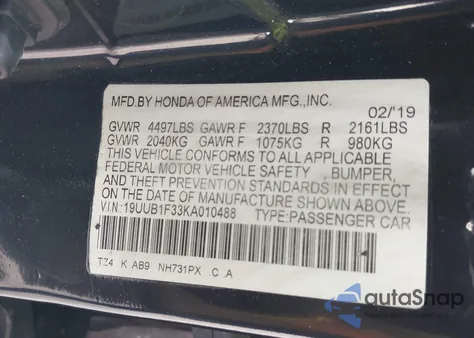 MFD.BY HONDA OF AMERICA MFG.,INC.
02/'19
GVWR 4497LBS GAWR F 2370LBS R 2161LBS
GVWR 2040KG GAWR F 1075KG R 980KG
THIS VEHICLE CONFORMS TO ALL APPLICABLE
FEDERAL MOTOR VEHICLE SAFETY , BUMPER,
AND THEFT PREVENTION STANDARDS IN EFFECT
ON THE DATE OF MANUFACTURE SHOWN ABOVE.
V.I.N: 19UUB1F33KA010488 TYPE:PASSENGER CAR
TZ4 K AB9 NH731PX .C .A
autoSnap